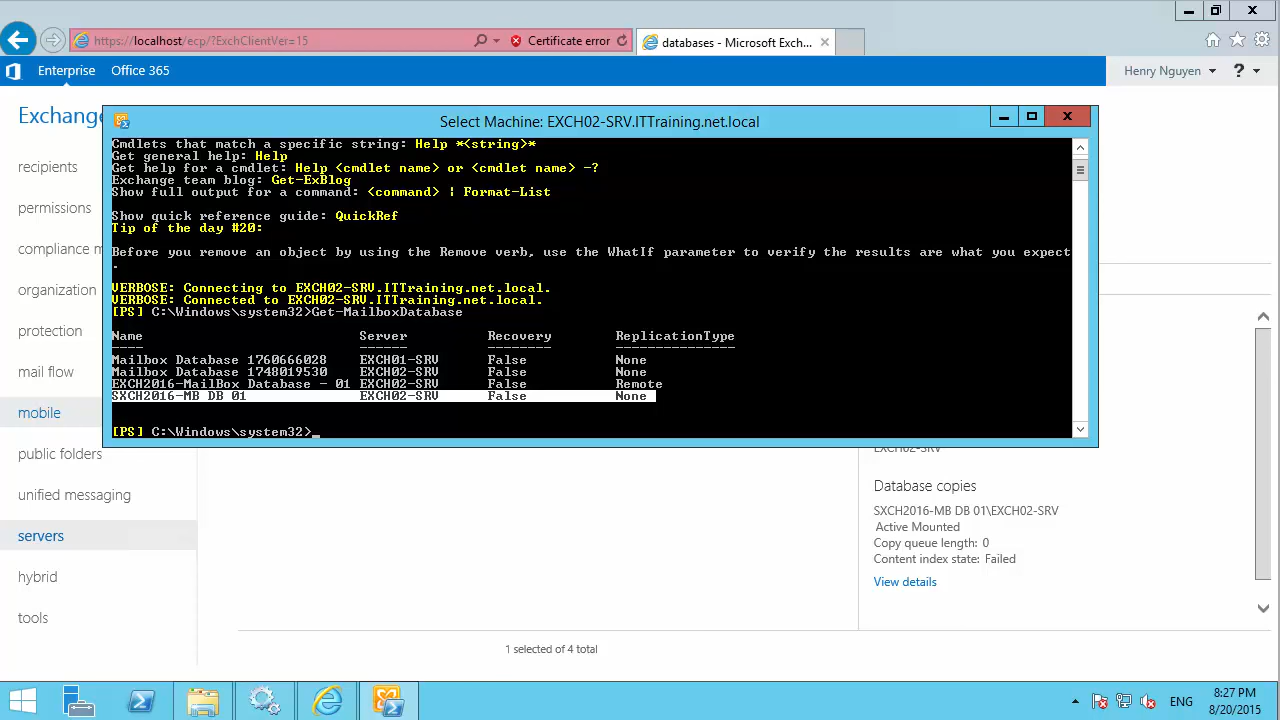 https://localhost/ecp/?ExchClientVer=15
Certificate error
databases - Microsoft Exch...
Enterprise Office 365
Henry Nguyen ?
Exchange
Select Machine: EXCH02-SRV.ITTraining.net.local
Cmdlets that match a specific string: Help *<string>*
Get general help: Help
Get help for a cmdlet: Help <cmdlet name> or <cmdlet name> -?
Exchange team blog: Get-ExBlog
Show full output for a command: <command> | Format-List
Show quick reference guide: QuickRef
Tip of the day #20:
Before you remove an object by using the Remove verb, use the WhatIf parameter to verify the results are what you expect
.
VERBOSE: Connecting to EXCH02-SRV.ITTraining.net.local.
VERBOSE: Connected to EXCH02-SRV.ITTraining.net.local.
[PS] C:\Windows\system32>Get-MailboxDatabase
Name Server Recovery ReplicationType
---- ------ -------- ---------------
Mailbox Database 1760666028 EXCH01-SRV False None
Mailbox Database 1748019530 EXCH02-SRV False None
EXCH2016-MailBox Database - 01 EXCH02-SRV False Remote
SXCH2016-MB DB 01 EXCH02-SRV False None
[PS] C:\Windows\system32>_
recipients
permissions
compliance m
organization
protection
mail flow
mobile
public folders
unified messaging
servers
hybrid
tools
EXCH02-SRV
Database copies
SXCH2016-MB DB 01\EXCH02-SRV
Active Mounted
Copy queue length: 0
Content index state: Failed
View details
1 selected of 4 total
ENG
8:27 PM
8/20/2015